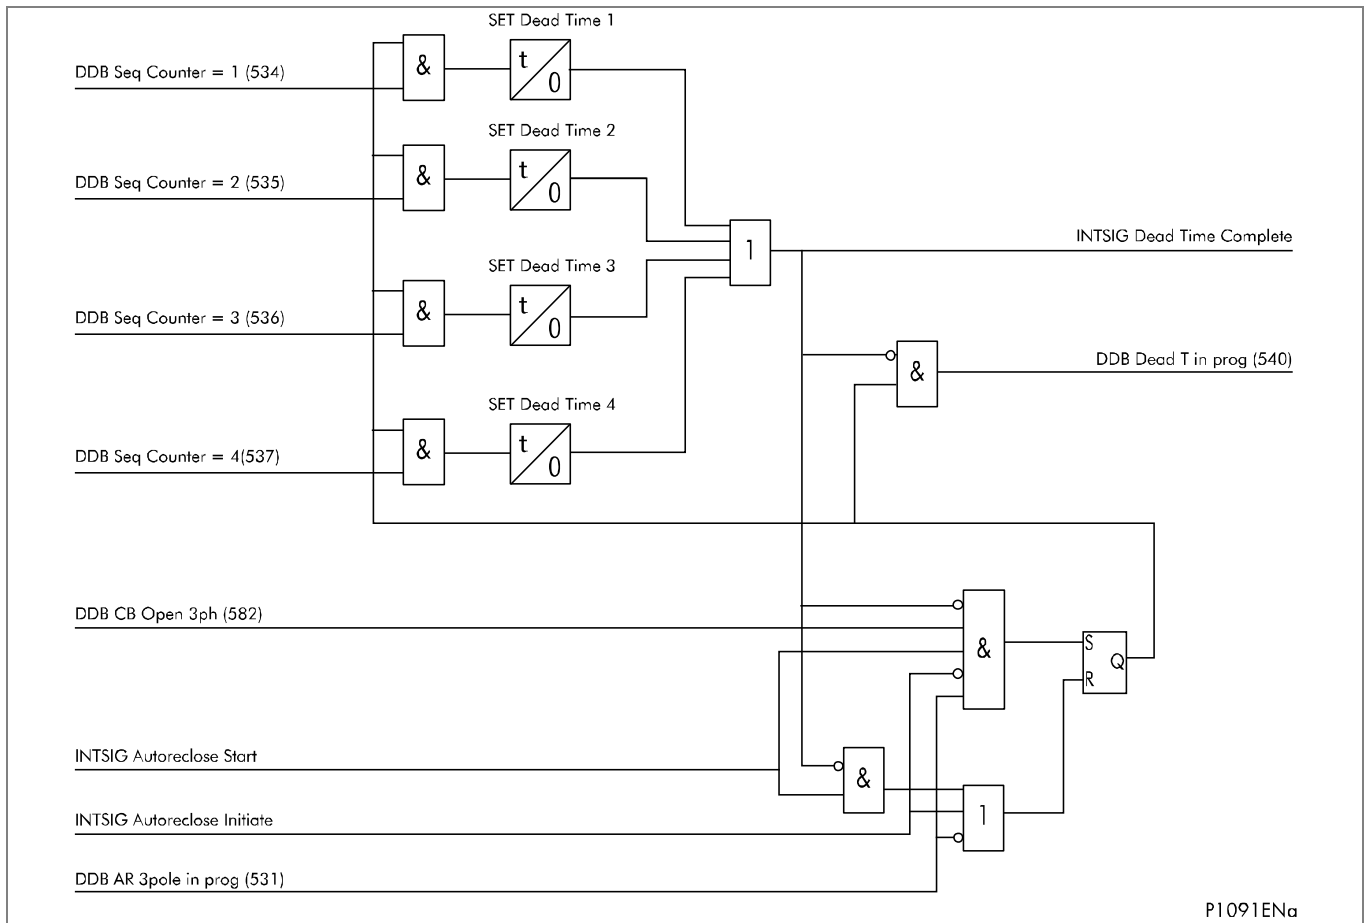 SET Dead Time 1
DDB Seq Counter = 1 (534)
&
t
0
SET Dead Time 2
DDB Seq Counter = 2 (535)
&
t
0
1
INTSIG Dead Time Complete
SET Dead Time 3
DDB Seq Counter = 3 (536)
&
t
0
&
DDB Dead T in prog (540)
SET Dead Time 4
DDB Seq Counter = 4(537)
&
t
0
DDB CB Open 3ph (582)
&
S
Q
R
INTSIG Autoreclose Start
&
1
INTSIG Autoreclose Initiate
DDB AR 3pole in prog (531)
P1091ENa